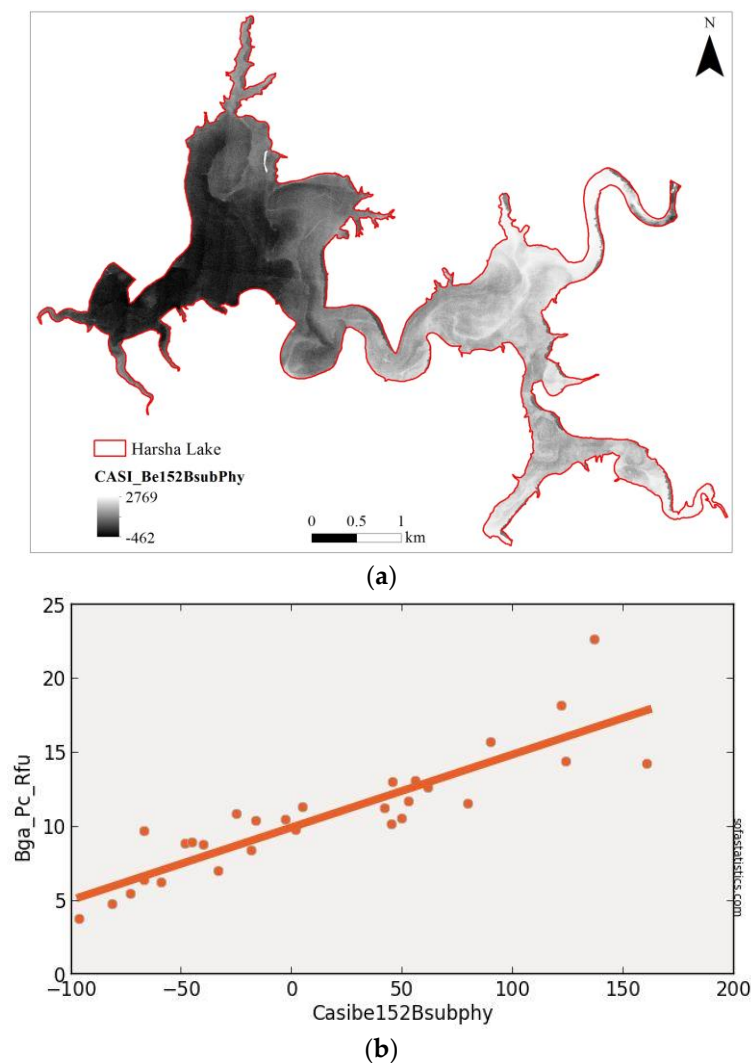 N
Harsha Lake
CASI_Be152BsubPhy
2769
-462
0 0.5 1
km
(a)
25
20
15
10
5
0
Bga_Pc_Rfu
-100 -50 0 50 100 150 200
Casibe152Bsubphy
sofastatistics.com
(b)